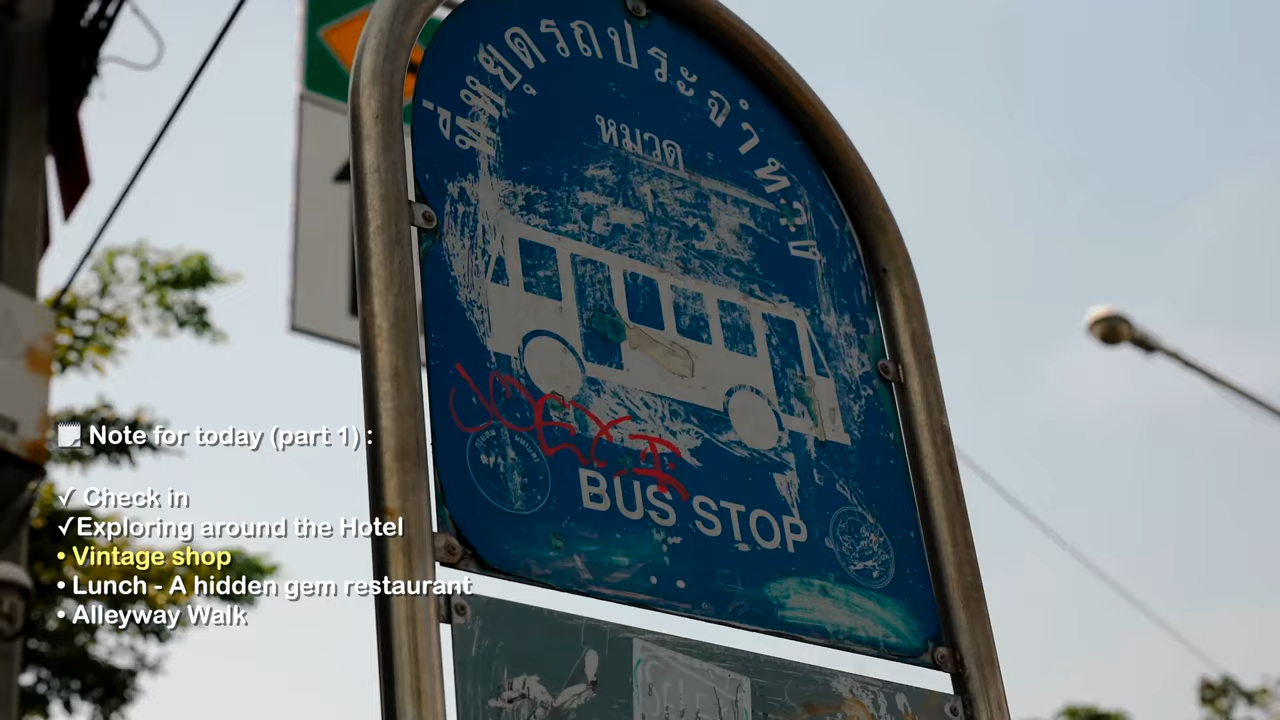 ที่หยุดรถประจำทาง
หมวด
BUS STOP
Note for today (part 1) :
✓ Check in
✓Exploring around the Hotel
• Vintage shop
• Lunch - A hidden gem restaurant
• Alleyway Walk